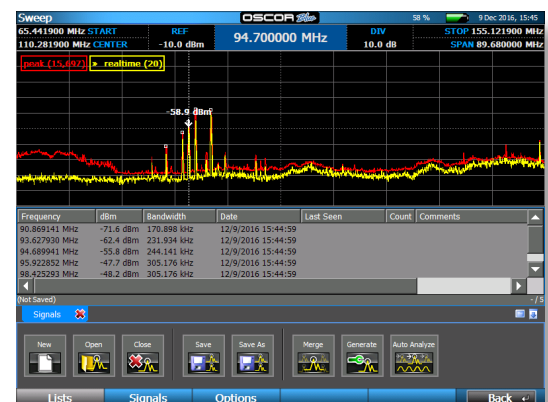 Sweep OSCOR Blue 58 % 9 Dec 2016, 15:45
65.441900 MHz START REF 94.700000 MHz DIV STOP 155.121900 MHz
110.281900 MHz CENTER -10.0 dBm 10.0 dB SPAN 89.680000 MHz
peak (15,697) » realtime (20)
-58.9 dBm
Frequency dBm Bandwidth Date Last Seen Count Comments
90.869141 MHz -71.6 dBm 170.898 kHz 12/9/2016 15:44:59
93.627930 MHz -62.4 dBm 231.934 kHz 12/9/2016 15:44:59
94.689941 MHz -55.8 dBm 244.141 kHz 12/9/2016 15:44:59
95.922852 MHz -47.7 dBm 305.176 kHz 12/9/2016 15:44:59
98.425293 MHz -48.2 dBm 305.176 kHz 12/9/2016 15:44:59
(Not Saved) - / 5
Signals
New Open Close Save Save As Merge Generate Auto Analyze
Lists Signals Options Back